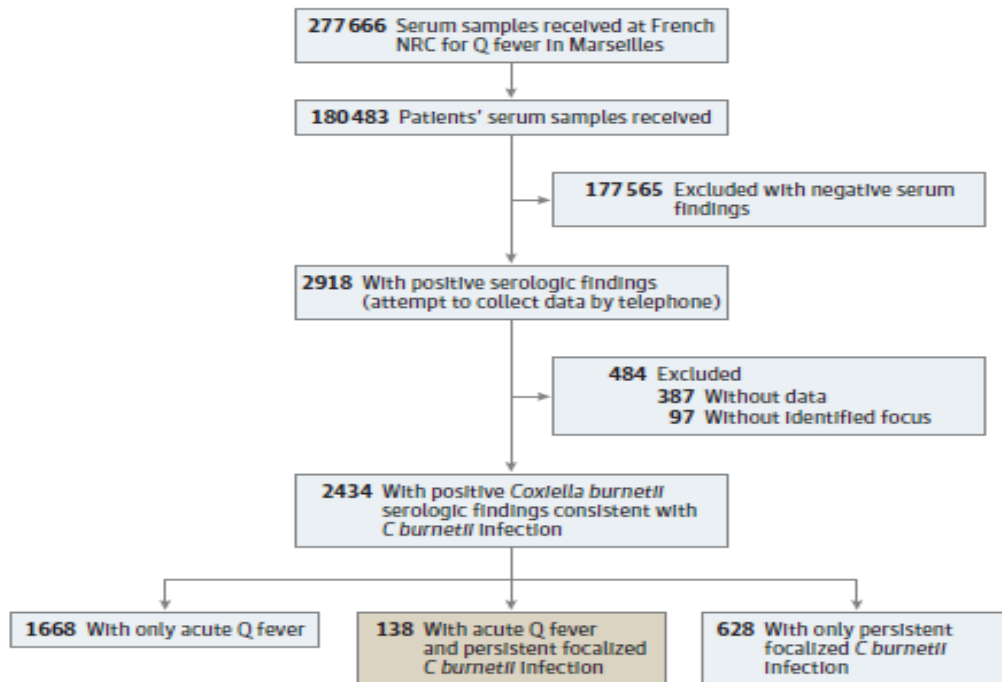 277 666 Serum samples received at French
NRC for Q fever in Marseilles
180 483 Patients' serum samples received
177 565 Excluded with negative serum
findings
2918 With positive serologic findings
(attempt to collect data by telephone)
484 Excluded
387 Without data
97 Without identified focus
2434 With positive Coxiella burnetii
serologic findings consistent with
C burnetii infection
1668 With only acute Q fever
138 With acute Q fever
and persistent focalized
C burnetii infection
628 With only persistent
focalized C burnetii
infection